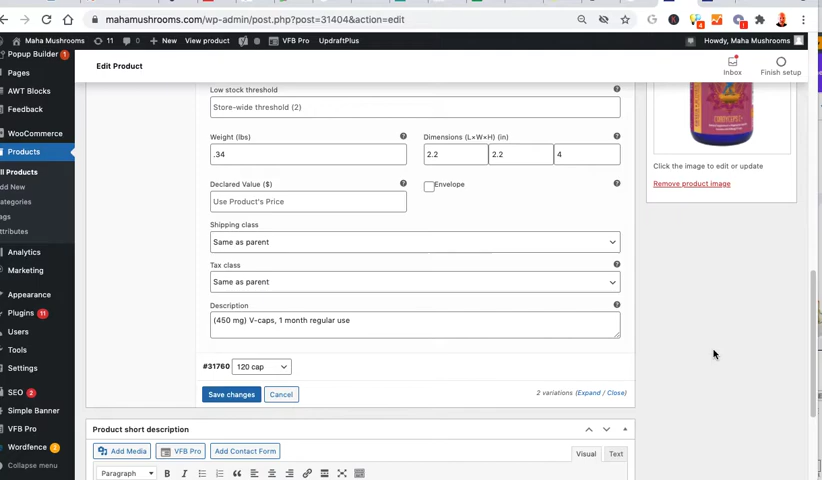 mahamushrooms.com/wp-admin/post.php?post=31404&action=edit
4
1
Maha Mushrooms
11
0
New
View product
VFB Pro
UpdraftPlus
Howdy, Maha Mushrooms
Popup Builder
Pages
AWT Blocks
Feedback
WooCommerce
Products
ll Products
dd New
ategories
ags
ttributes
Analytics
Marketing
Appearance
Plugins 11
Users
Tools
Settings
SEO 2
Simple Banner
VFB Pro
Wordfence
Collapse menu
Edit Product
Inbox
Finish setup
Low stock threshold
Store-wide threshold (2)
Weight (lbs)
.34
Dimensions (L×W×H) (in)
2.2
2.2
4
Declared Value ($)
Use Product's Price
Envelope
Shipping class
Same as parent
Tax class
Same as parent
Description
(450 mg) V-caps, 1 month regular use
#31760 120 cap
Save changes
Cancel
2 variations (Expand / Close)
Product short description
Add Media
VFB Pro
Add Contact Form
Visual
Text
Paragraph
B
I
Click the image to edit or update
Remove product image